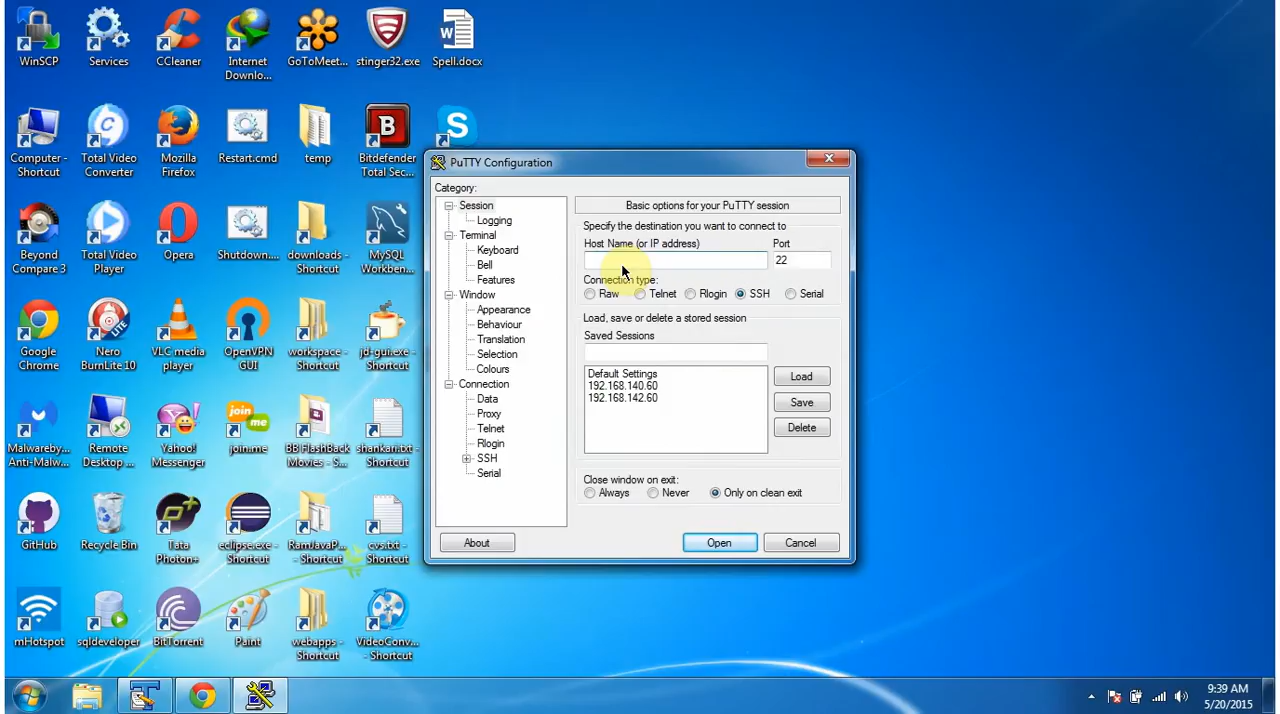 WinSCP
Services
CCleaner
Internet
Downlo...
GoToMeet...
stinger32.exe
Spell.docx
Computer -
Shortcut
Total Video
Converter
Mozilla
Firefox
Restart.cmd
temp
Bitdefender
Total Sec...
Beyond
Compare 3
Total Video
Player
Opera
Shutdown....
downloads -
Shortcut
MySQL
Workben...
Google
Chrome
Nero
BurnLite 10
VLC media
player
OpenVPN
GUI
workspace -
Shortcut
jd-gui.exe -
Shortcut
Malwareby...
Anti-Malw...
Remote
Desktop ...
Yahoo!
Messenger
join.me
BB FlashBack
Movies - S...
shankari.txt -
Shortcut
GitHub
Recycle Bin
Tata
Photon+
eclipse.exe -
Shortcut
RamJavaP...
Shortcut
cvs.txt -
Shortcut
mHotspot
sqldeveloper
BitTorrent
Paint
webapps -
Shortcut
VideoConv...
- Shortcut
PuTTY Configuration
Category:
Session
Logging
Terminal
Keyboard
Bell
Features
Window
Appearance
Behaviour
Translation
Selection
Colours
Connection
Data
Proxy
Telnet
Rlogin
SSH
Serial
Basic options for your PuTTY session
Specify the destination you want to connect to
Host Name (or IP address) Port
22
Connection type:
Raw Telnet Rlogin SSH Serial
Load, save or delete a stored session
Saved Sessions
Default Settings
192.168.140.60
192.168.142.60
Load
Save
Delete
Close window on exit:
Always Never Only on clean exit
About Open Cancel
9:39 AM
5/20/2015